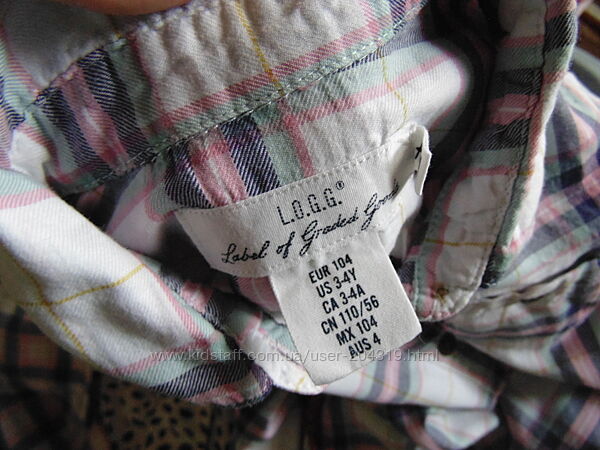 L.O.G.G.®
Label of Graded Goods
EUR 104
US 3-4Y
CA 3-4A
CN 110/56
MX 104
AUS 4
www.kidstaff.com.ua/user-204319.html